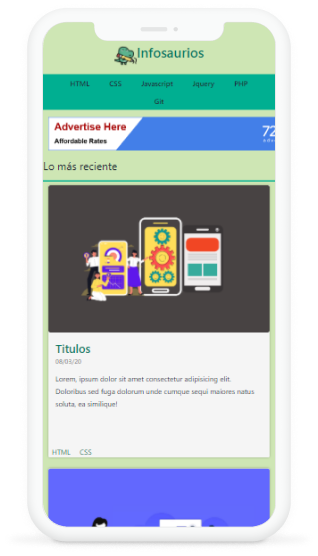 Infosaurios
HTML CSS Javascript Jquery PHP
Git
Advertise Here
Affordable Rates
72
Lo más reciente
Titulos
08/03/20
Lorem, ipsum dolor sit amet consectetur adipisicing elit.
Doloribus sed fuga dolorum unde cumque sequi maiores natus
soluta, ea similique!
HTML CSS